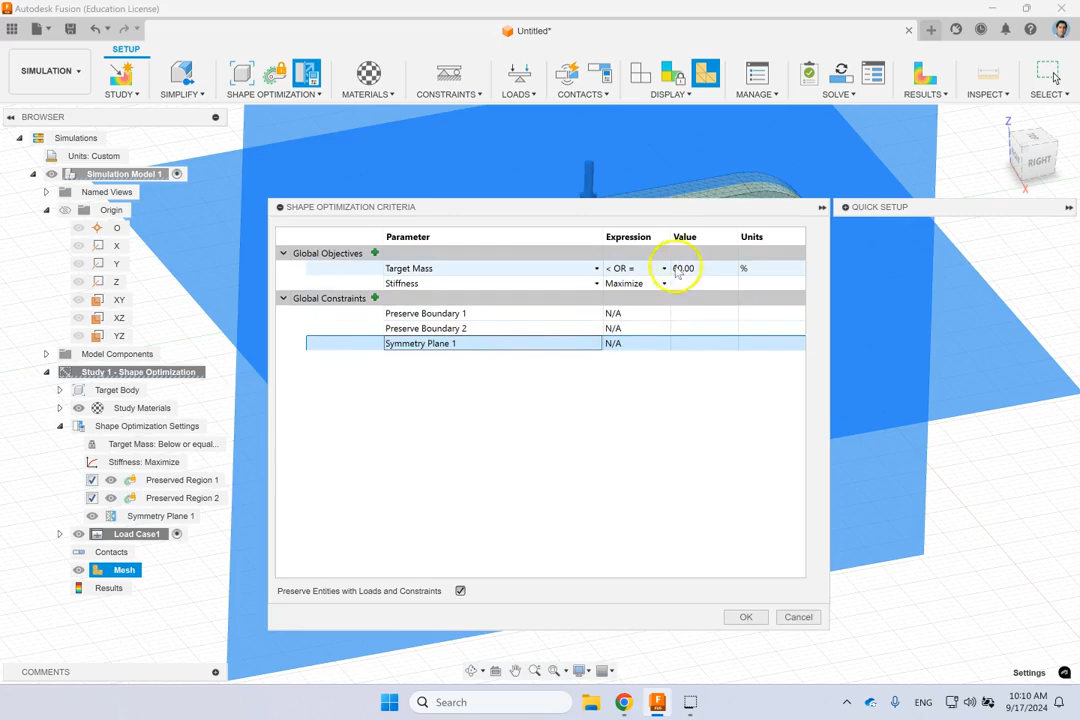 Autodesk Fusion (Education License)
Untitled*
SETUP
SIMULATION
STUDY
SIMPLIFY
SHAPE OPTIMIZATION
MATERIALS
CONSTRAINTS
LOADS
CONTACTS
DISPLAY
MANAGE
SOLVE
RESULTS
INSPECT
SELECT
BROWSER
Simulations
Units: Custom
Simulation Model 1
Named Views
Origin
O
X
Y
Z
XY
XZ
YZ
Model Components
Study 1 - Shape Optimization
Target Body
Study Materials
Shape Optimization Settings
Target Mass: Below or equal...
Stiffness: Maximize
Preserved Region 1
Preserved Region 2
Symmetry Plane 1
Load Case1
Contacts
Mesh
Results
Z
RIGHT
X
SHAPE OPTIMIZATION CRITERIA
QUICK SETUP
Parameter Expression Value Units
Global Objectives
Target Mass < OR = %
Stiffness Maximize
Global Constraints
Preserve Boundary 1 N/A
Preserve Boundary 2 N/A
Symmetry Plane 1 N/A
Preserve Entities with Loads and Constraints
OK Cancel
COMMENTS
Settings
Search
ENG
10:10 AM
9/17/2024